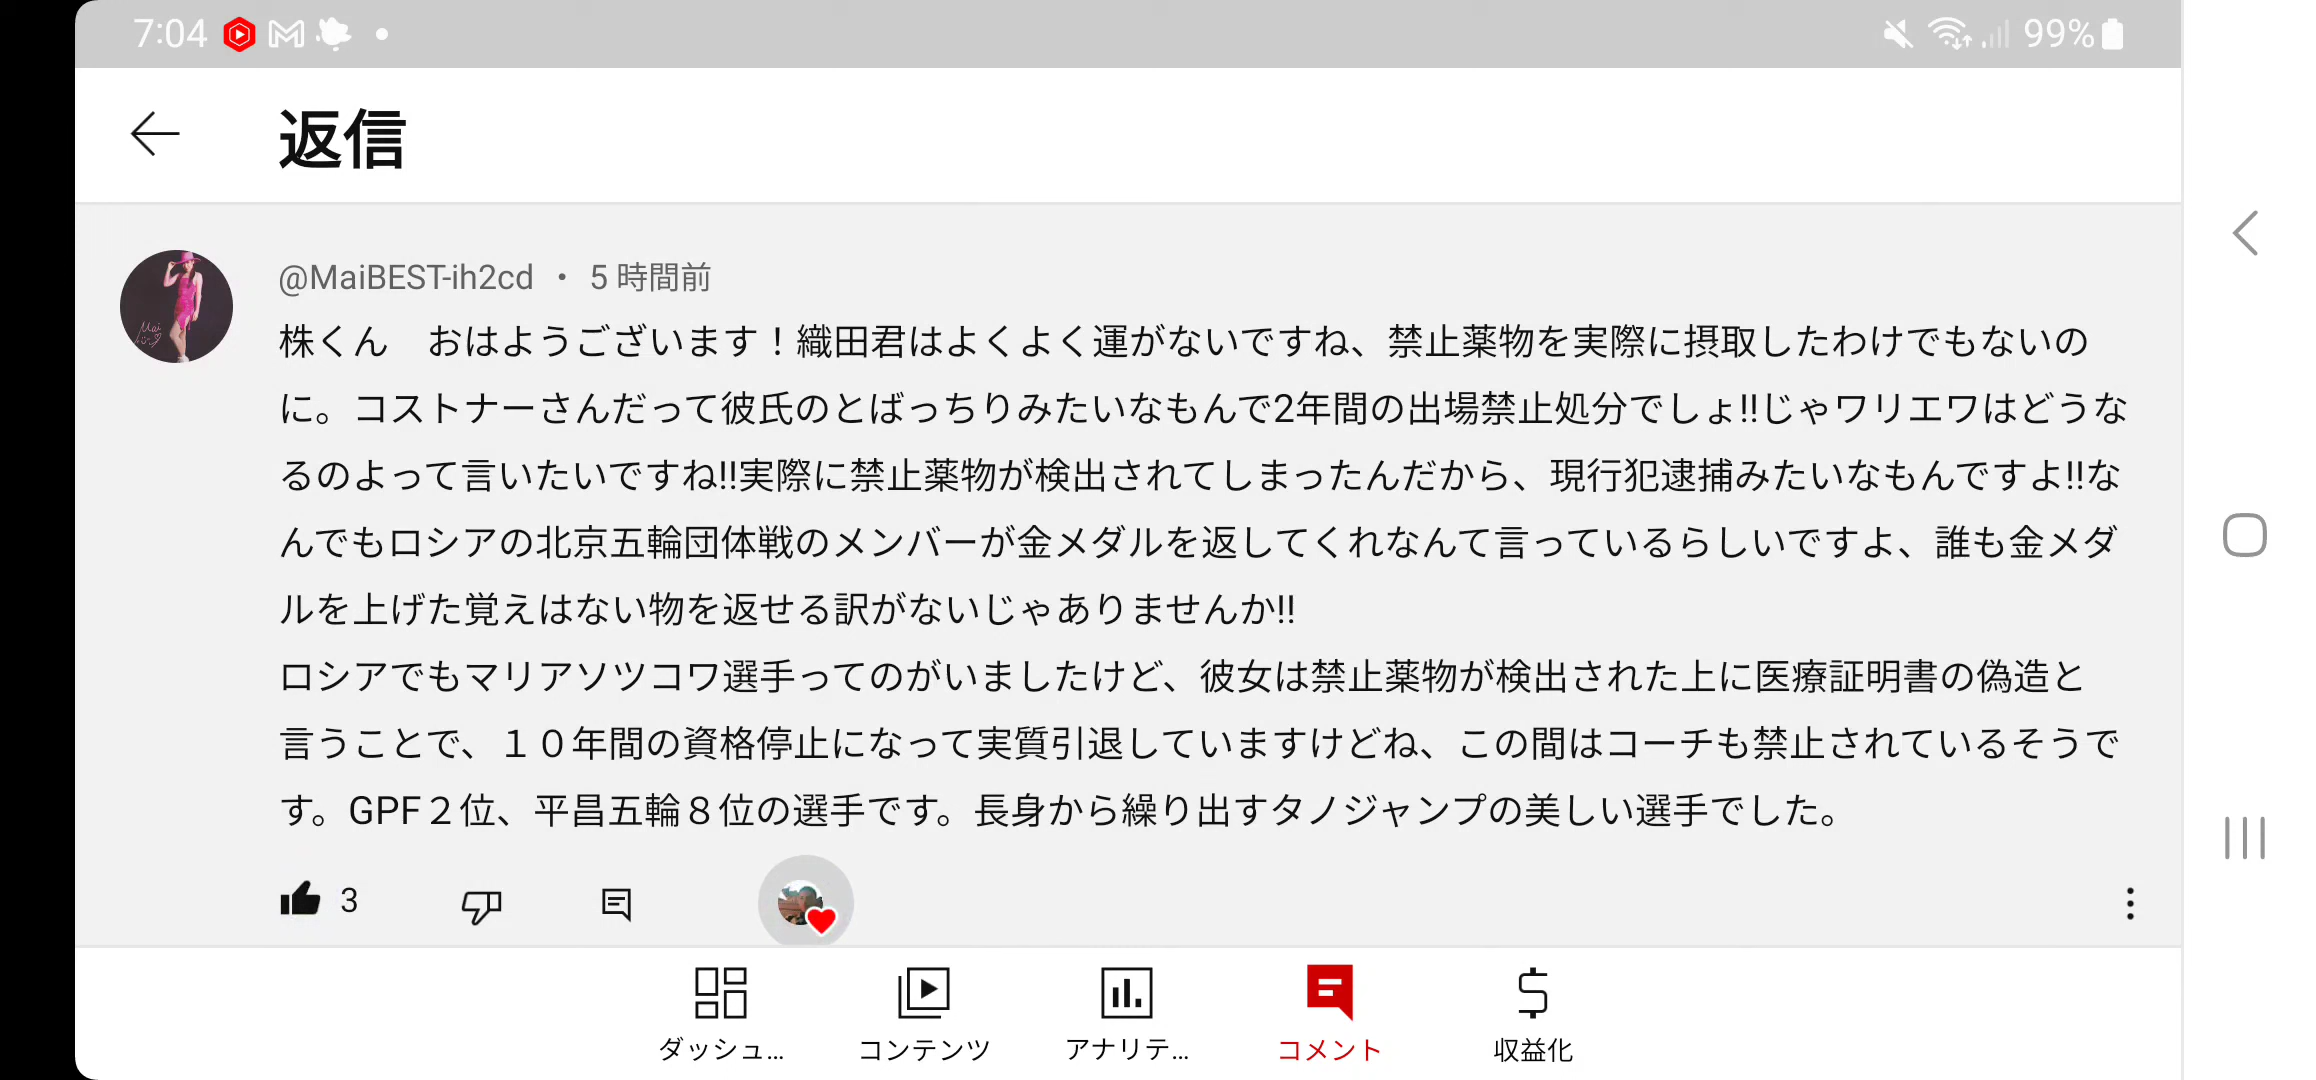 7:04
99%
返信
@MaiBEST-ih2cd ・ 5 時間前
株くん　おはようございます！織田君はよくよく運がないですね、禁止薬物を実際に摂取したわけでもないの
に。コストナーさんだって彼氏のとばっちりみたいなもんで2年間の出場禁止処分でしょ!!じゃワリエワはどうな
るのよって言いたいですね!!実際に禁止薬物が検出されてしまったんだから、現行犯逮捕みたいなもんですよ!!な
んでもロシアの北京五輪団体戦のメンバーが金メダルを返してくれなんて言っているらしいですよ、誰も金メダ
ルを上げた覚えはない物を返せる訳がないじゃありませんか!!
ロシアでもマリアソツコワ選手ってのがいましたけど、彼女は禁止薬物が検出された上に医療証明書の偽造と
言うことで、１０年間の資格停止になって実質引退していますけどね、この間はコーチも禁止されているそうで
す。GPF２位、平昌五輪８位の選手です。長身から繰り出すタノジャンプの美しい選手でした。
3
ダッシュ...
コンテンツ
アナリテ...
コメント
収益化